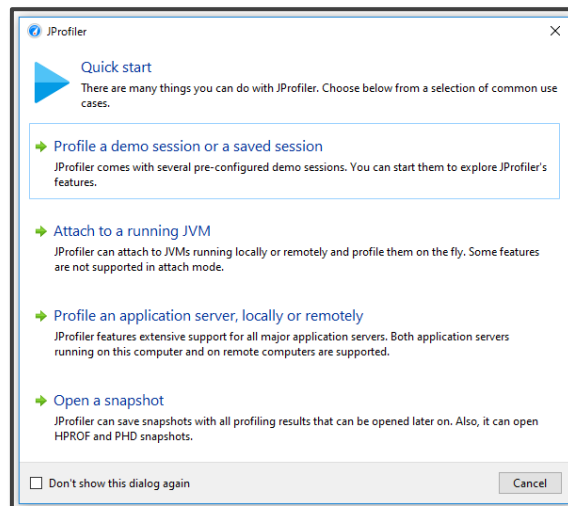 JProfiler
Quick start
There are many things you can do with JProfiler. Choose below from a selection of common use
cases.
Profile a demo session or a saved session
JProfiler comes with several pre-configured demo sessions. You can start them to explore JProfiler's
features.
Attach to a running JVM
JProfiler can attach to JVMs running locally or remotely and profile them on the fly. Some features
are not supported in attach mode.
Profile an application server, locally or remotely
JProfiler features extensive support for all major application servers. Both application servers
running on this computer and on remote computers are supported.
Open a snapshot
JProfiler can save snapshots with all profiling results that can be opened later on. Also, it can open
HPROF and PHD snapshots.
Don't show this dialog again
Cancel